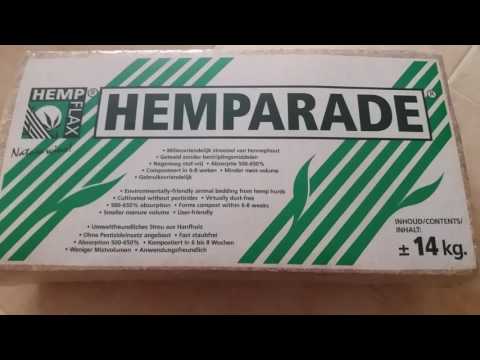 HEMP
FLAX
®
HEMPARADE®
• Milieuvriendelijk strooisel van hennephout
• Geteeld zonder bestrijdingsmiddelen
• Nagenoeg stof-vrij • Absorptie 500-650%
• Composteert in 6-8 weken • Minder mest-volume
• Gebruiksvriendelijk
• Environmentally-friendly animal bedding from hemp hurds
• Cultivated without pesticides • Virtually dust-free
• 500-650% absorption • Forms compost within 6-8 weeks
• Smaller manure volume • User-friendly
• Umweltfreundliches Streu aus Hanfholz
• Ohne Pestizideinsatz angebaut • Fast staubfrei
• Absorption 500-650% • Kompostiert in 6 bis 8 Wochen
• Weniger Mistvolumen • Anwendungsfreundlich
INHOUD/CONTENTS/
INHALT:
± 14 kg.